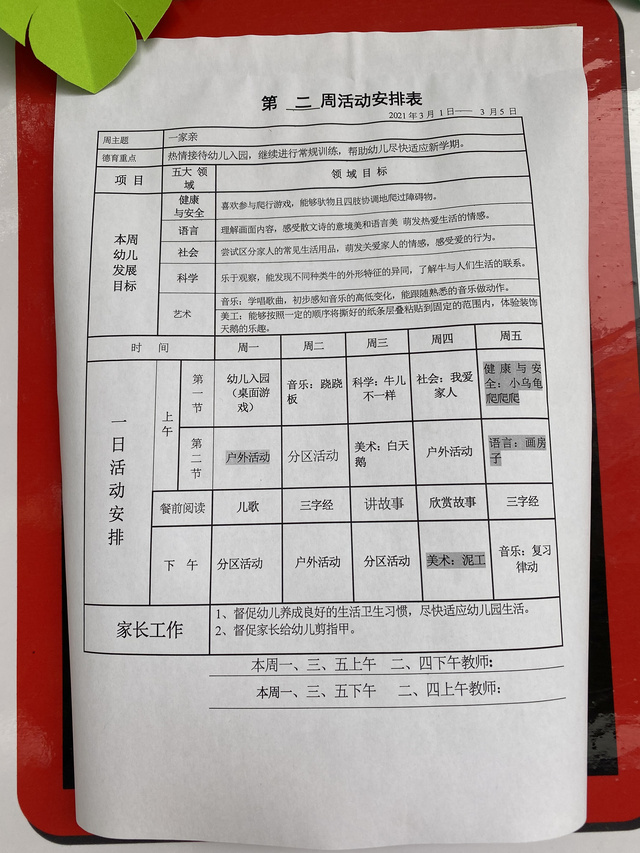 第 二 周活动安排表
2021年3月 1日—— 3月5日
周主题 一家亲
德育重点 热情接待幼儿入园，继续进行常规训练，帮助幼儿尽快适应新学期。
项 目 五大 领域 领 域 目 标
本周幼儿发展目标
健康与安全 喜欢参与爬行游戏，能够驮物且四肢协调地爬过障碍物。
语言 理解画面内容，感受散文诗的意境美和语言美 萌发热爱生活的情感。
社会 尝试区分家人的常见生活用品，萌发关爱家人的情感，感受爱的行为。
科学 乐于观察，能发现不同种类牛的外形特征的异同，了解牛与人们生活的联系。
艺术 音乐：学唱歌曲，初步感知音乐的高低变化，能跟随熟悉的音乐做动作。
美工：能够按照一定的顺序将撕好的纸条层叠粘贴到固定的范围内，体验装饰
天鹅的乐趣。
时 间 周一 周二 周三 周四 周五
一日活动安排
上午
第一节 幼儿入园（桌面游戏） 音乐：跷跷板 科学：牛儿不一样 社会：我爱家人 健康与安全：小乌龟爬爬爬
第二节 户外活动 分区活动 美术：白天鹅 户外活动 语言：画房子
餐前阅读 儿歌 三字经 讲故事 欣赏故事 三字经
下 午 分区活动 户外活动 分区活动 美术：泥工 音乐：复习律动
家长工作 1、督促幼儿养成良好的生活卫生习惯，尽快适应幼儿园生活。
2、督促家长给幼儿剪指甲。
本周一、三、五上午 二、四下午教师：
本周一、三、五下午 二、四上午教师：